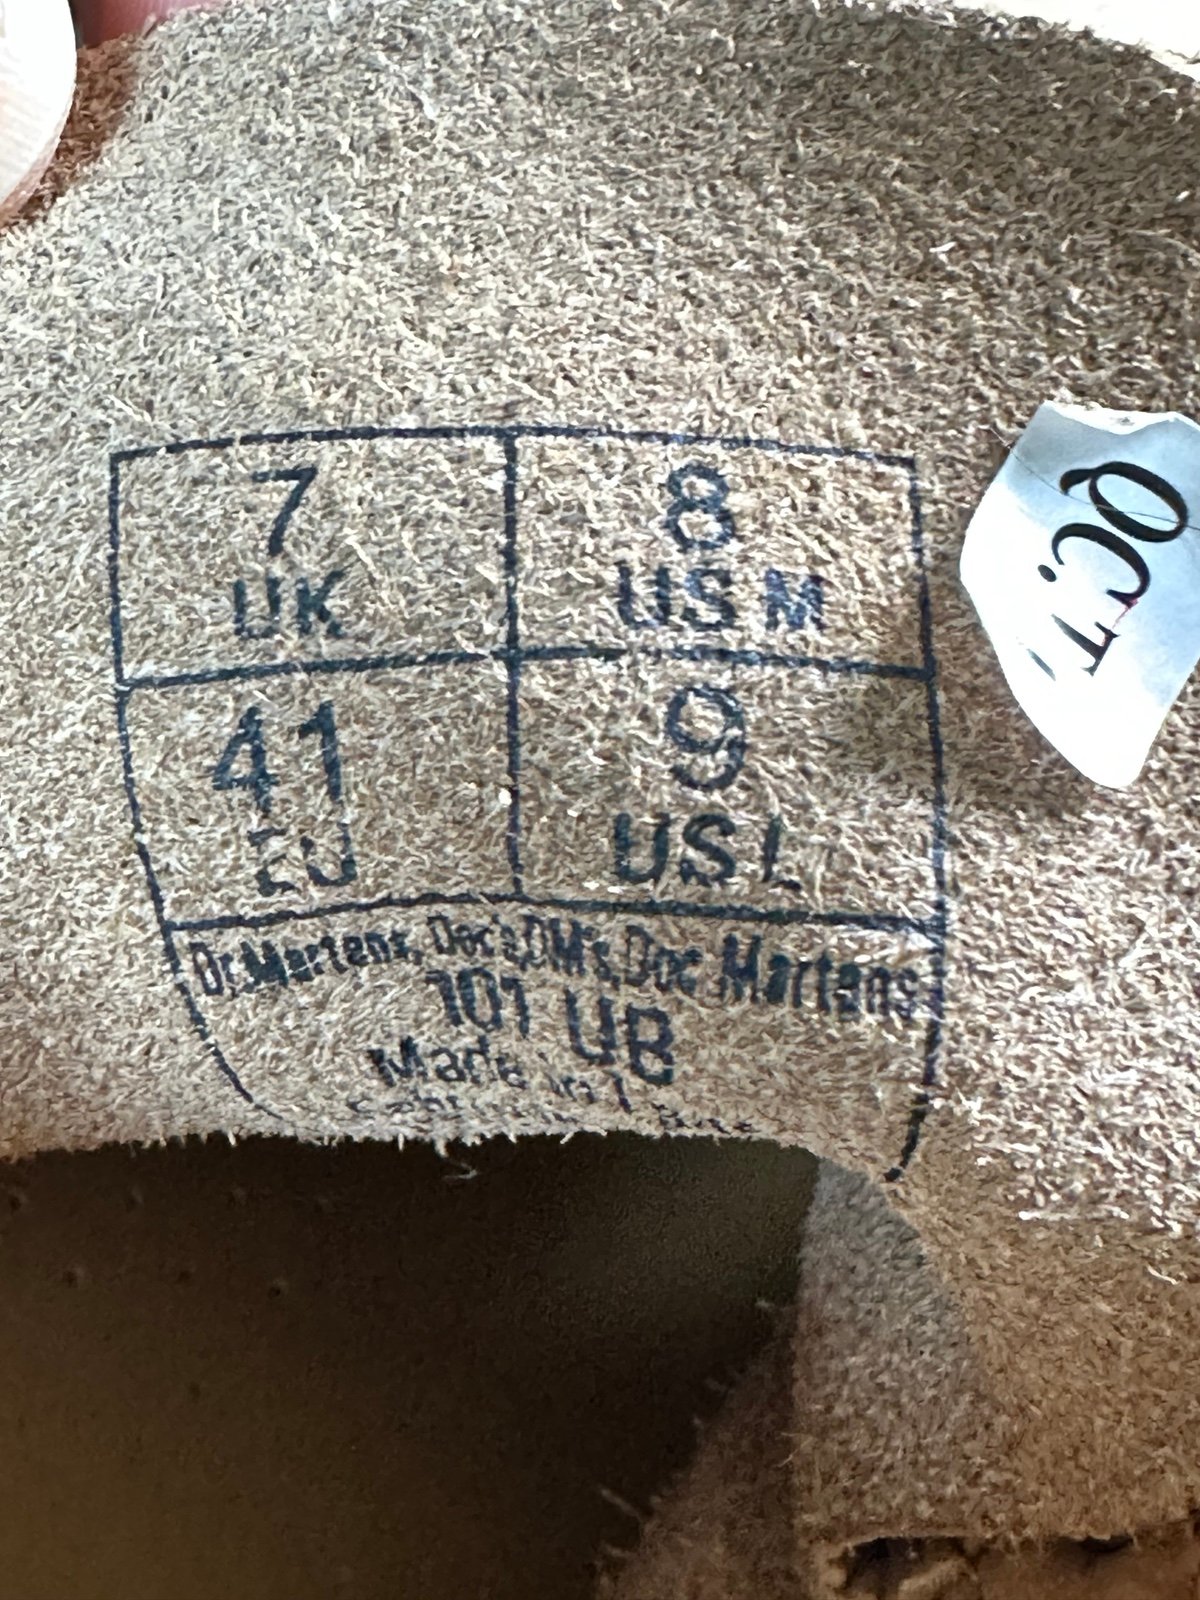 7
UK
8
US M
41
EU
9
US L
Dr. Martens, Doc's, DM's, Doc Martens
101 UB
Made in
QC